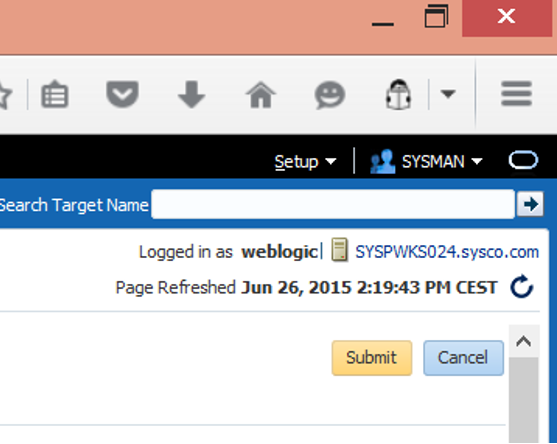 Setup SYSMAN
Search Target Name
Logged in as weblogic| SYSPWKS024.sysco.com
Page Refreshed Jun 26, 2015 2:19:43 PM CEST
Submit Cancel